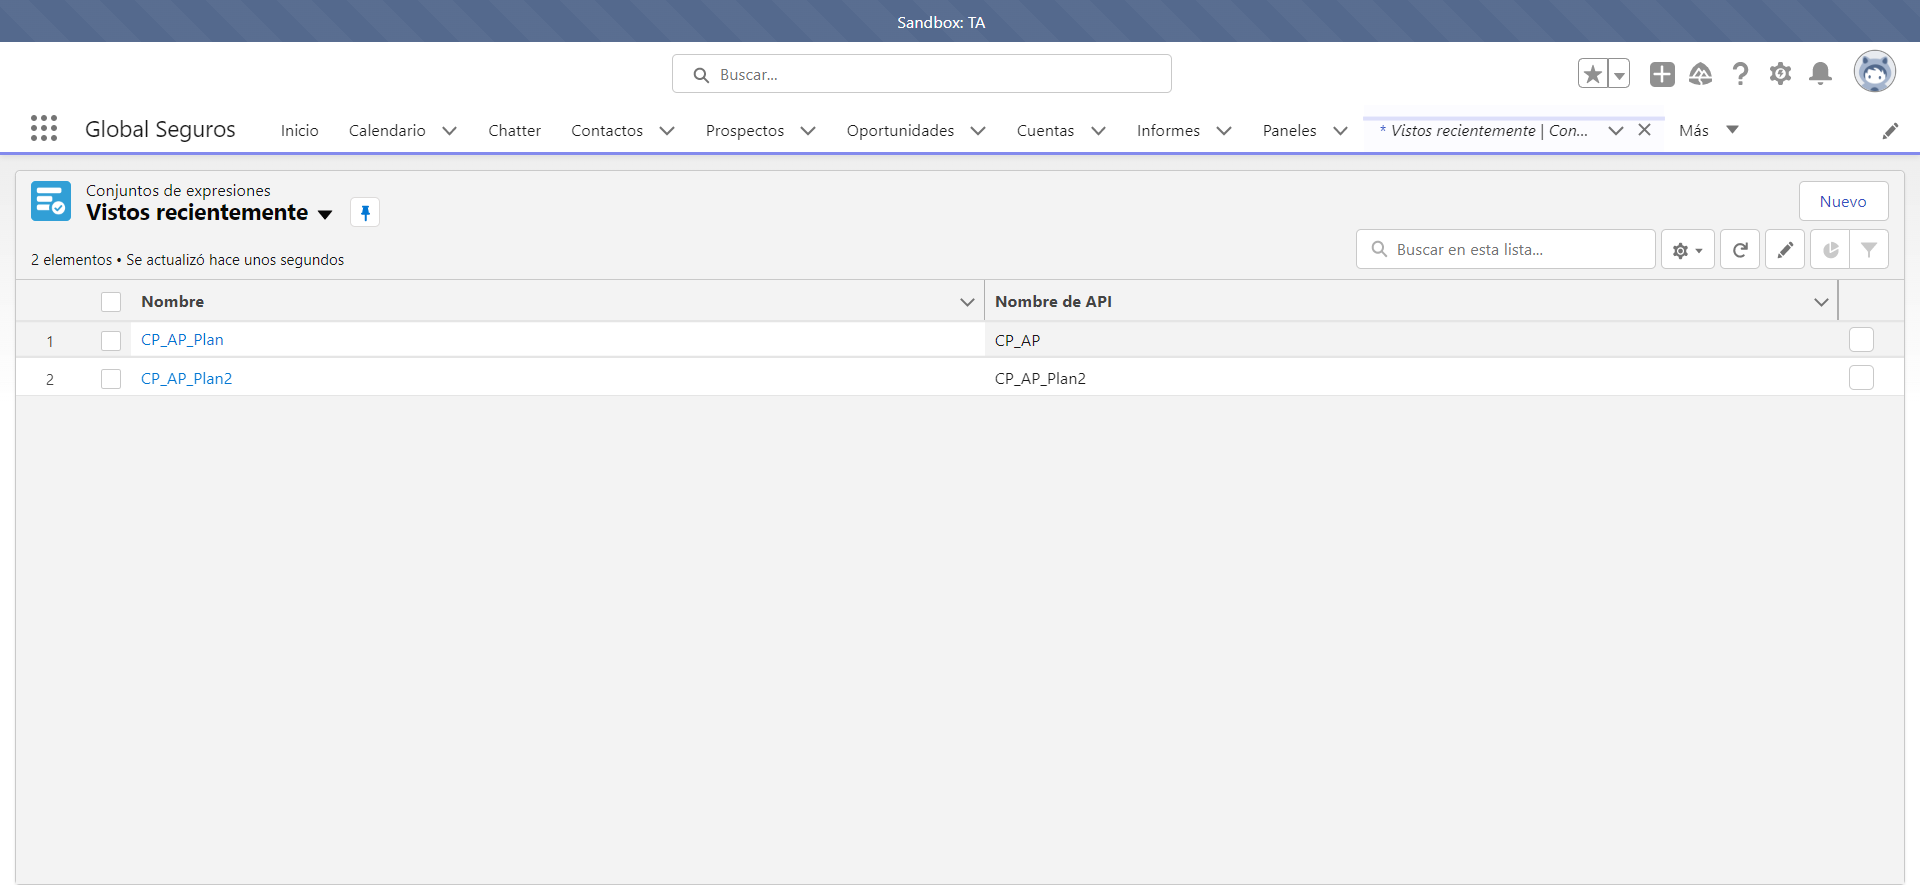 Sandbox: TA
Buscar...
Global Seguros
Inicio
Calendario
Chatter
Contactos
Prospectos
Oportunidades
Cuentas
Informes
Paneles
* Vistos recientemente | Con...
Más
Conjuntos de expresiones
Vistos recientemente
Nuevo
2 elementos • Se actualizó hace unos segundos
Buscar en esta lista...
Nombre
Nombre de API
1 CP_AP_Plan CP_AP
2 CP_AP_Plan2 CP_AP_Plan2